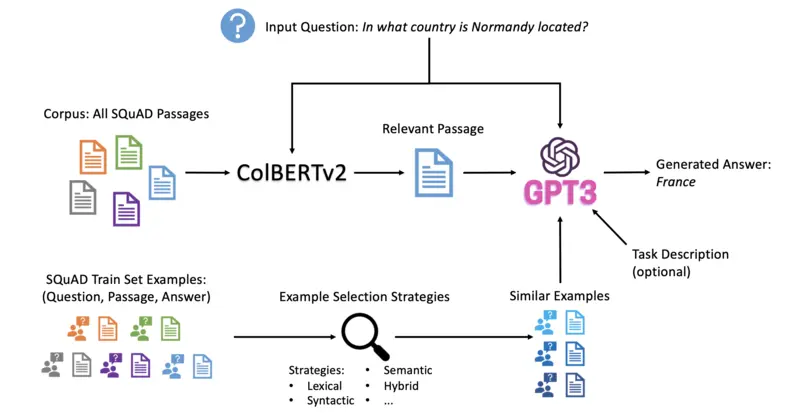 ?
Input Question: In what country is Normandy located?
Corpus: All SQuAD Passages
Relevant Passage
ColBERTv2
GPT3
Generated Answer:
France
Task Description
(optional)
SQuAD Train Set Examples:
(Question, Passage, Answer)
Example Selection Strategies
Similar Examples
? ?
? ? ?
?
?
?
Strategies:
• Lexical
• Syntactic
• Semantic
• Hybrid
• ...